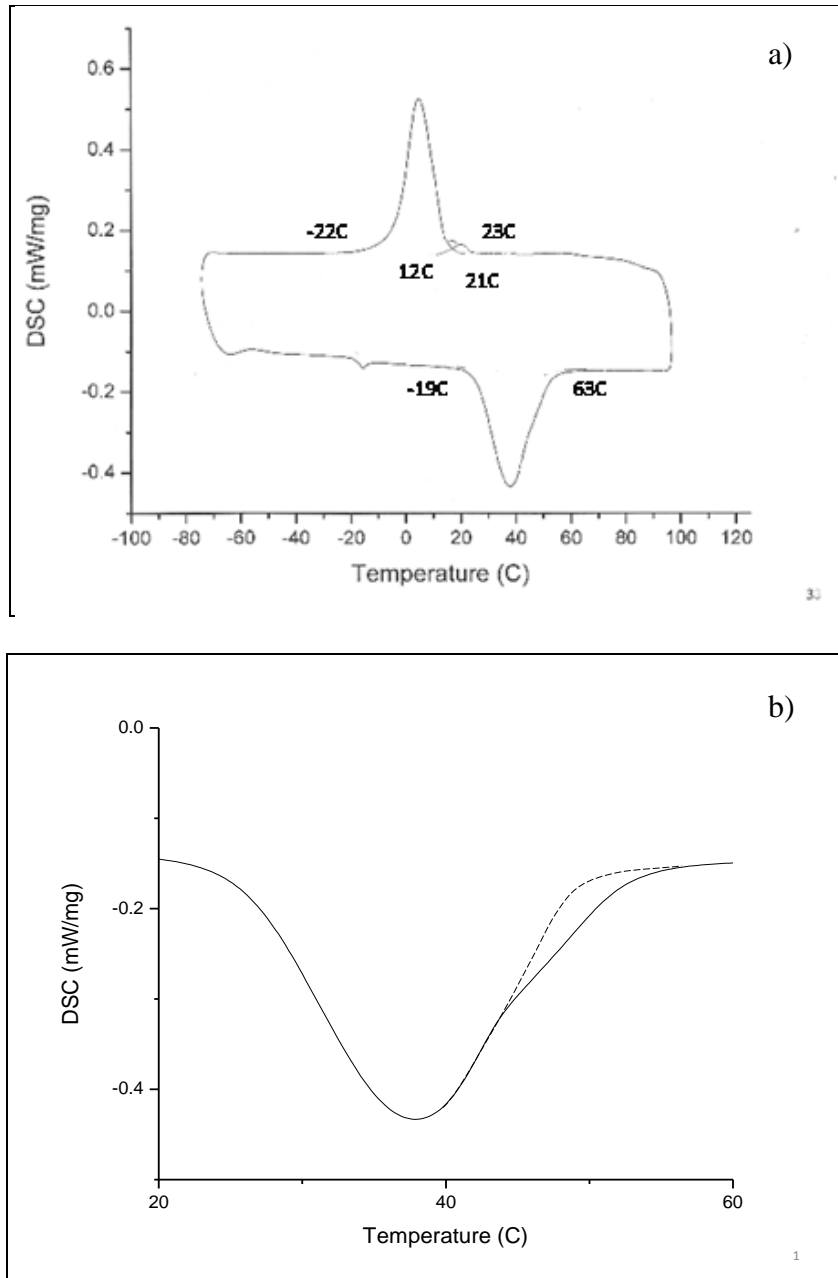 a)
0.6
0.4
-22C
23C
0.2
12C
21C
DSC (mW/mg)
0.0
-19C
63C
-0.2
-0.4
-100 -80 -60 -40 -20 0 20 40 60 80 100 120
Temperature (C)
b)
0.0
-0.2
DSC (mW/mg)
-0.4
20 40 60
Temperature (C)
1